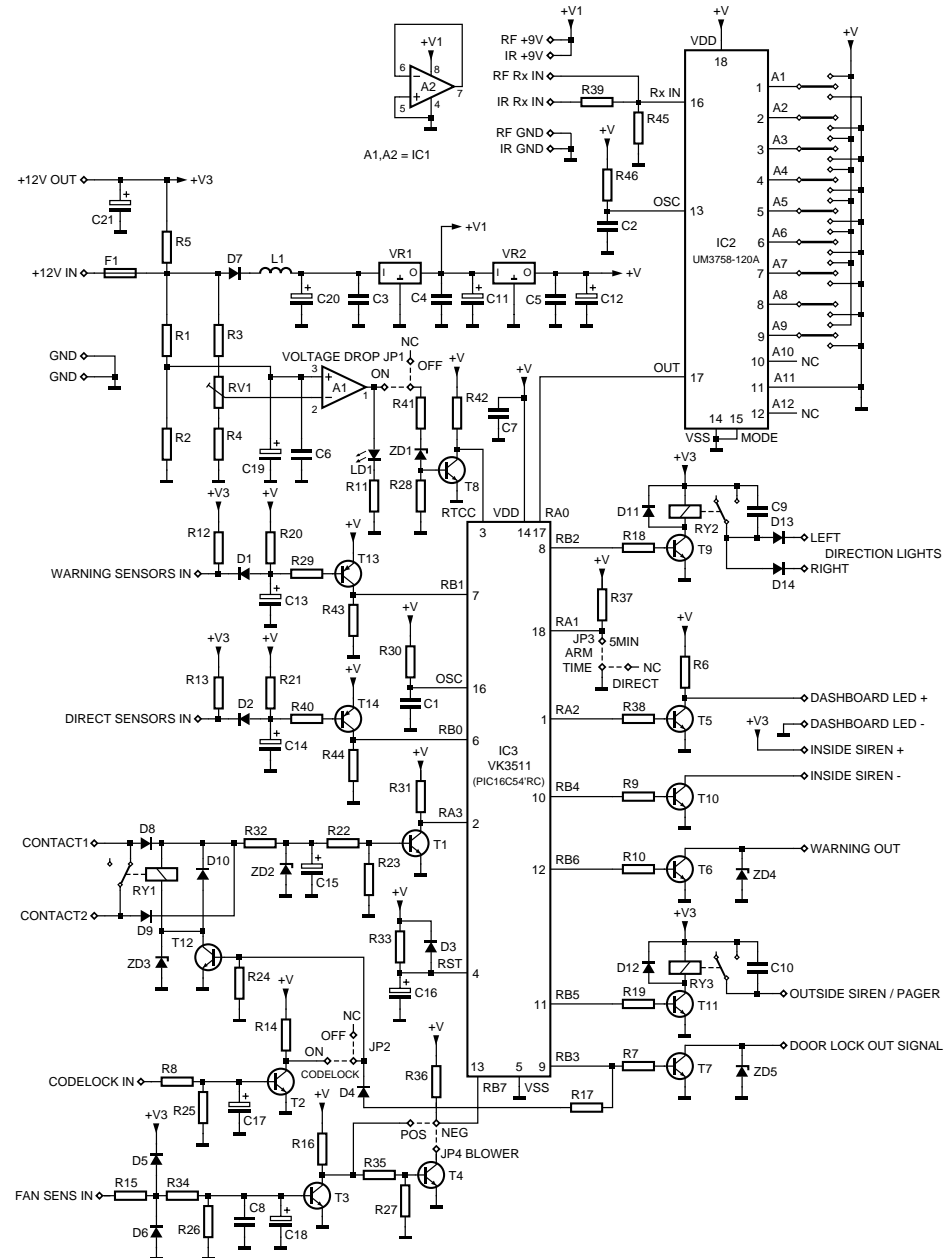 +V1
6
8
A2
7
5
4
A1,A2 = IC1
+V1
RF +9V
IR +9V
RF Rx IN
IR Rx IN
R39
Rx IN
R45
RF GND
IR GND
+V
R46
OSC
C2
+V
VDD
18
16
13
IC2
UM3758-120A
17
OUT
14
15
VSS
MODE
+V
1
A1
2
A2
3
A3
4
A4
5
A5
6
A6
7
A7
8
A8
9
A9
10
A10
NC
11
A11
12
A12
NC
+12V OUT
+V3
C21
R5
+12V IN
F1
D7
L1
C20
C3
VR1
I
O
+V1
C4
C11
VR2
I
O
C5
C12
+V
R1
R3
GND
GND
RV1
R2
R4
C19
C6
VOLTAGE DROP JP1
NC
ON
OFF
3
A1
1
2
LD1
R11
R41
ZD1
R28
+V
R42
T8
RTCC
+V
C7
VDD
RA0
3
14
17
+V3
+V
R12
R20
D1
R29
C13
WARNING SENSORS IN
+V
T13
R43
RB1
7
+V3
+V
R13
R21
D2
R40
C14
DIRECT SENSORS IN
+V
T14
R44
RB0
6
+V
R30
OSC
16
C1
IC3
VK3511
(PIC16C54'RC)
+V
R31
RA3
2
T1
CONTACT1
D8
RY1
D10
CONTACT2
D9
R32
ZD2
C15
R22
R23
ZD3
T12
R24
+V
R33
D3
RST
4
C16
+V
R14
NC
OFF
JP2
ON
CODELOCK
CODELOCK IN
R8
R25
C17
T2
D4
+V
R36
13
RB7
5
VSS
9
RB3
R17
+V3
D5
FAN SENS IN
R15
R34
D6
R26
C8
C18
+V
R16
T3
POS
NEG
JP4 BLOWER
R35
R27
T4
+V3
D11
RY2
C9
D13
LEFT
DIRECTION LIGHTS
RIGHT
D14
8
RB2
R18
T9
+V
R37
18
RA1
JP3
ARM
TIME
5MIN
NC
DIRECT
+V
R6
1
RA2
R38
T5
DASHBOARD LED +
DASHBOARD LED -
+V3
INSIDE SIREN +
INSIDE SIREN -
10
RB4
R9
T10
12
RB6
R10
T6
WARNING OUT
ZD4
+V3
D12
RY3
C10
11
RB5
R19
T11
OUTSIDE SIREN / PAGER
R7
T7
DOOR LOCK OUT SIGNAL
ZD5